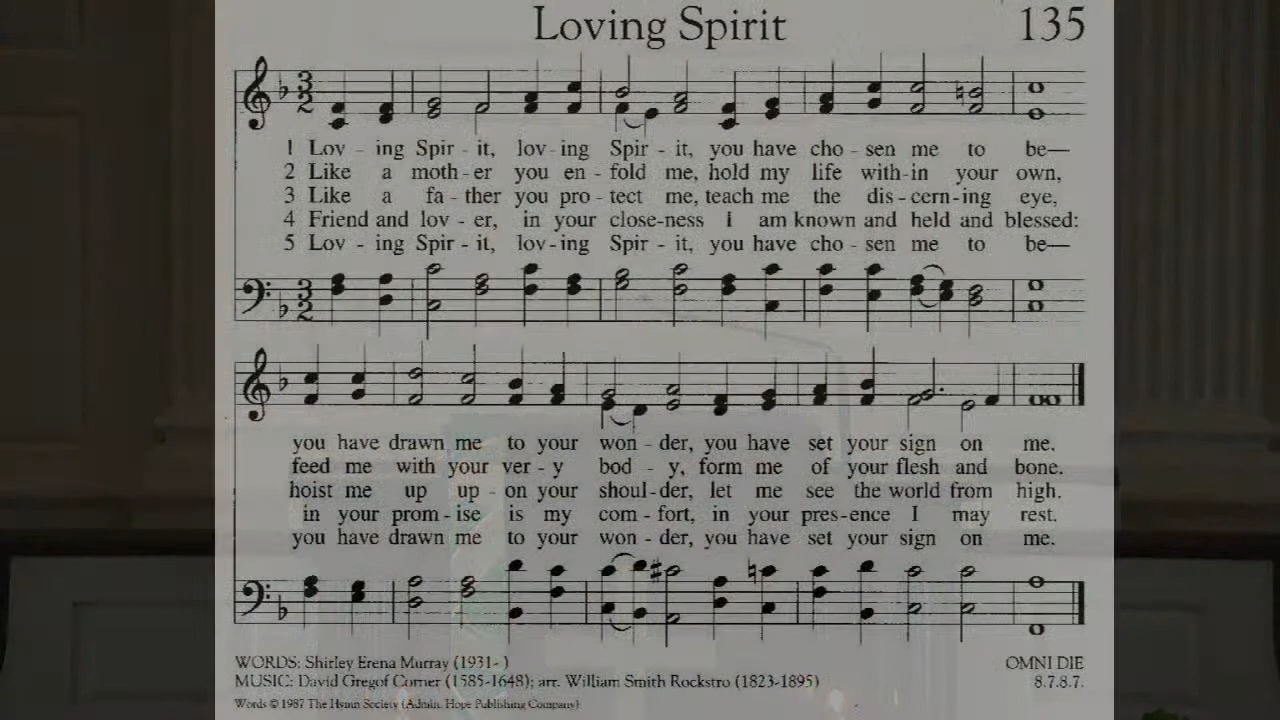 Loving Spirit 135
1 Lov - ing Spir - it, lov - ing Spir - it, you have cho - sen me to be—
2 Like a moth - er you en - fold me, hold my life with - in your own,
3 Like a fa - ther you pro - tect me, teach me the dis - cern - ing eye,
4 Friend and lov - er, in your close - ness I am known and held and blessed:
5 Lov - ing Spir - it, lov - ing Spir - it, you have cho - sen me to be—
you have drawn me to your won - der, you have set your sign on me.
feed me with your ver - y bod - y, form me of your flesh and bone.
hoist me up up - on your shoul - der, let me see the world from high.
in your prom - ise is my com - fort, in your pres - ence I may rest.
you have drawn me to your won - der, you have set your sign on me.
WORDS: Shirley Erena Murray (1931- ) OMNI DIE
MUSIC: David Gregof Corner (1585-1648); arr. William Smith Rockstro (1823-1895) 8.7.8.7.
Words © 1987 The Hymn Society (Admin. Hope Publishing Company)